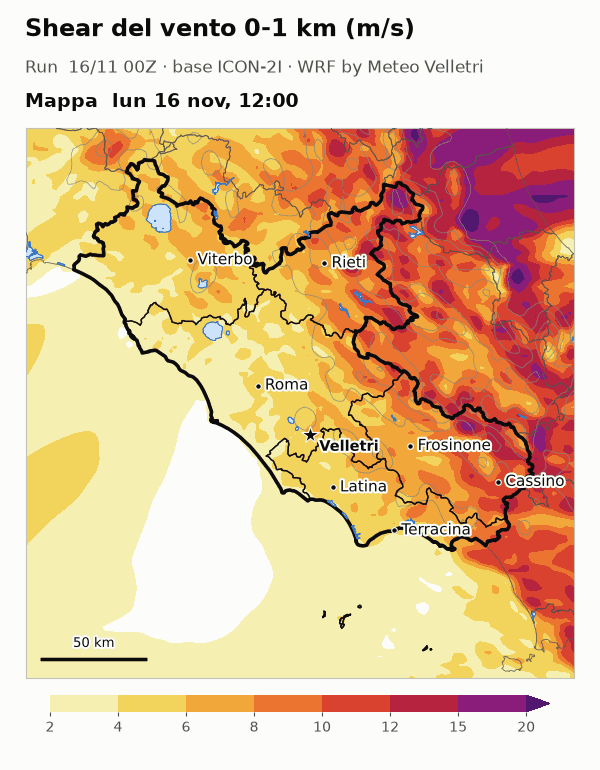 Shear del vento 0-1 km (m/s)
Run  16/11 00Z · base ICON-2I · WRF by Meteo Velletri
Mappa  lun 16 nov, 12:00
Viterbo
Rieti
Roma
Velletri
Frosinone
Cassino
Latina
Terracina
50 km
2 4 6 8 10 12 15 20